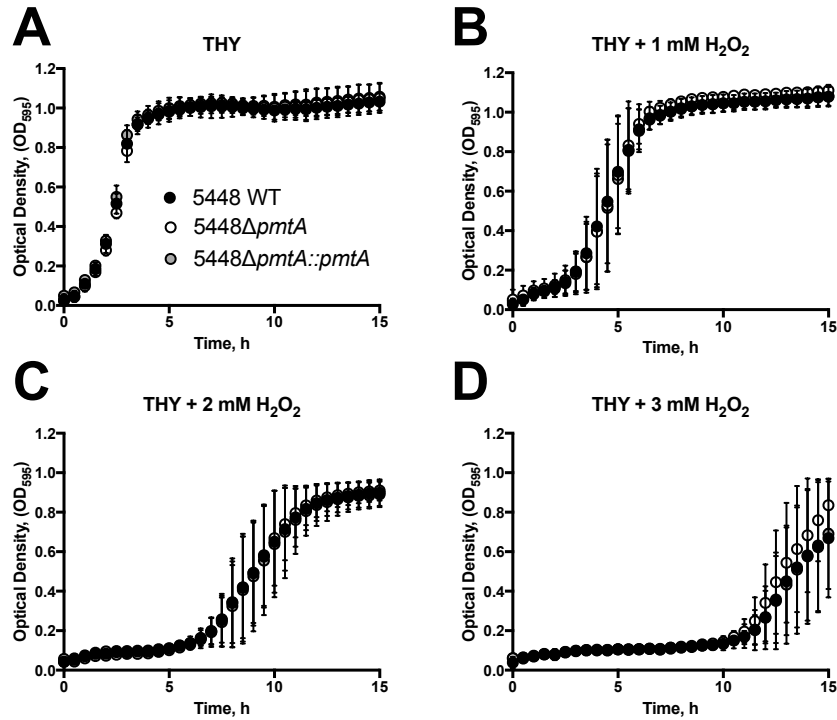 A
THY
Optical Density, (OD595)
1.2
1.0
0.8
0.6
0.4
0.2
0.0
0
5
10
15
Time, h
5448 WT
5448ΔpmtA
5448ΔpmtA::pmtA
B
THY + 1 mM H2O2
Optical Density, (OD595)
1.2
1.0
0.8
0.6
0.4
0.2
0.0
0
5
10
15
Time, h
C
THY + 2 mM H2O2
Optical Density, (OD595)
1.2
1.0
0.8
0.6
0.4
0.2
0.0
0
5
10
15
Time, h
D
THY + 3 mM H2O2
Optical Density, (OD595)
1.2
1.0
0.8
0.6
0.4
0.2
0.0
0
5
10
15
Time, h